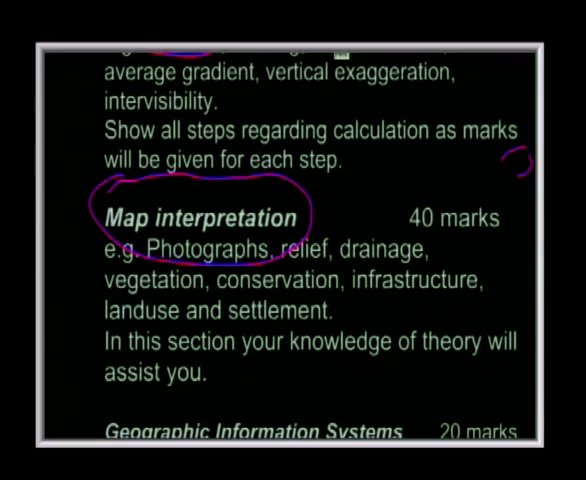 average gradient, vertical exaggeration,
intervisibility.
Show all steps regarding calculation as marks
will be given for each step.
Map interpretation 40 marks
e.g. Photographs, relief, drainage,
vegetation, conservation, infrastructure,
landuse and settlement.
In this section your knowledge of theory will
assist you.
Geographic Information Systems 20 marks